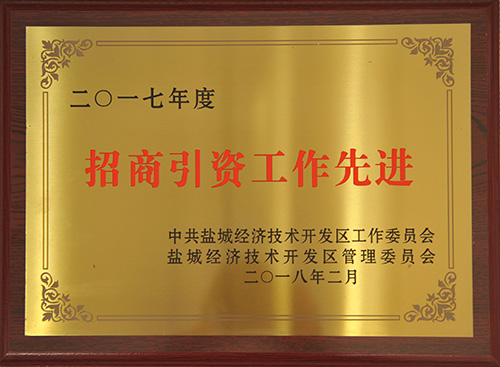 二〇一七年度
招商引资工作先进
中共盐城经济技术开发区工作委员会
盐城经济技术开发区管理委员会
二〇一八年二月